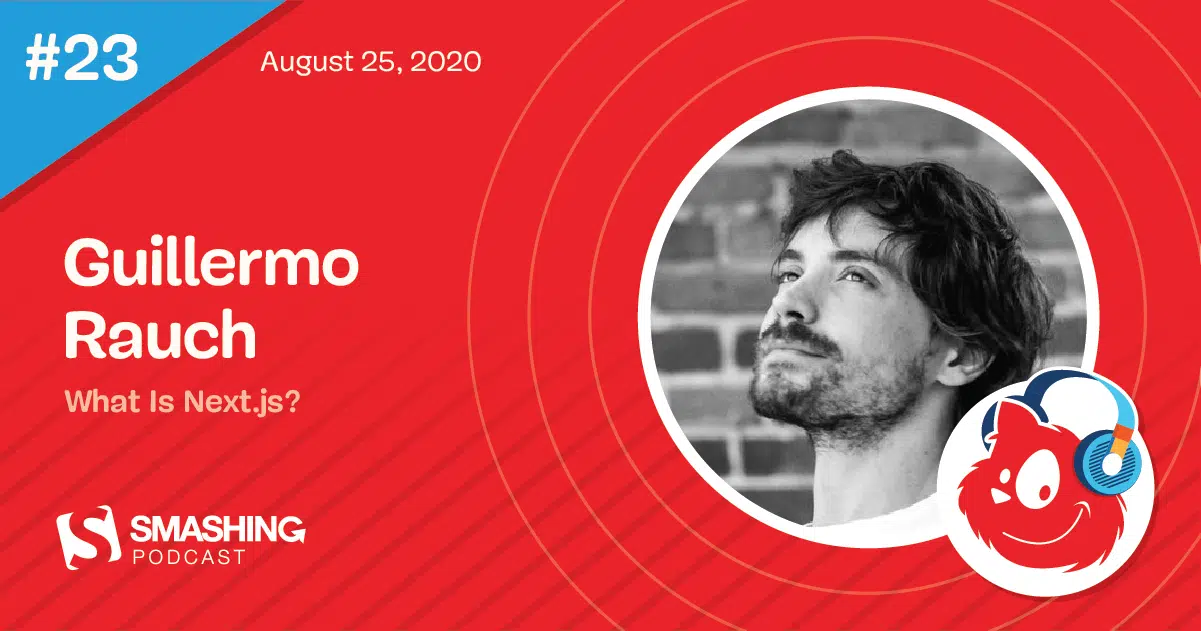 #23
August 25, 2020
Guillermo
Rauch
What Is Next.js?
SMASHING
PODCAST